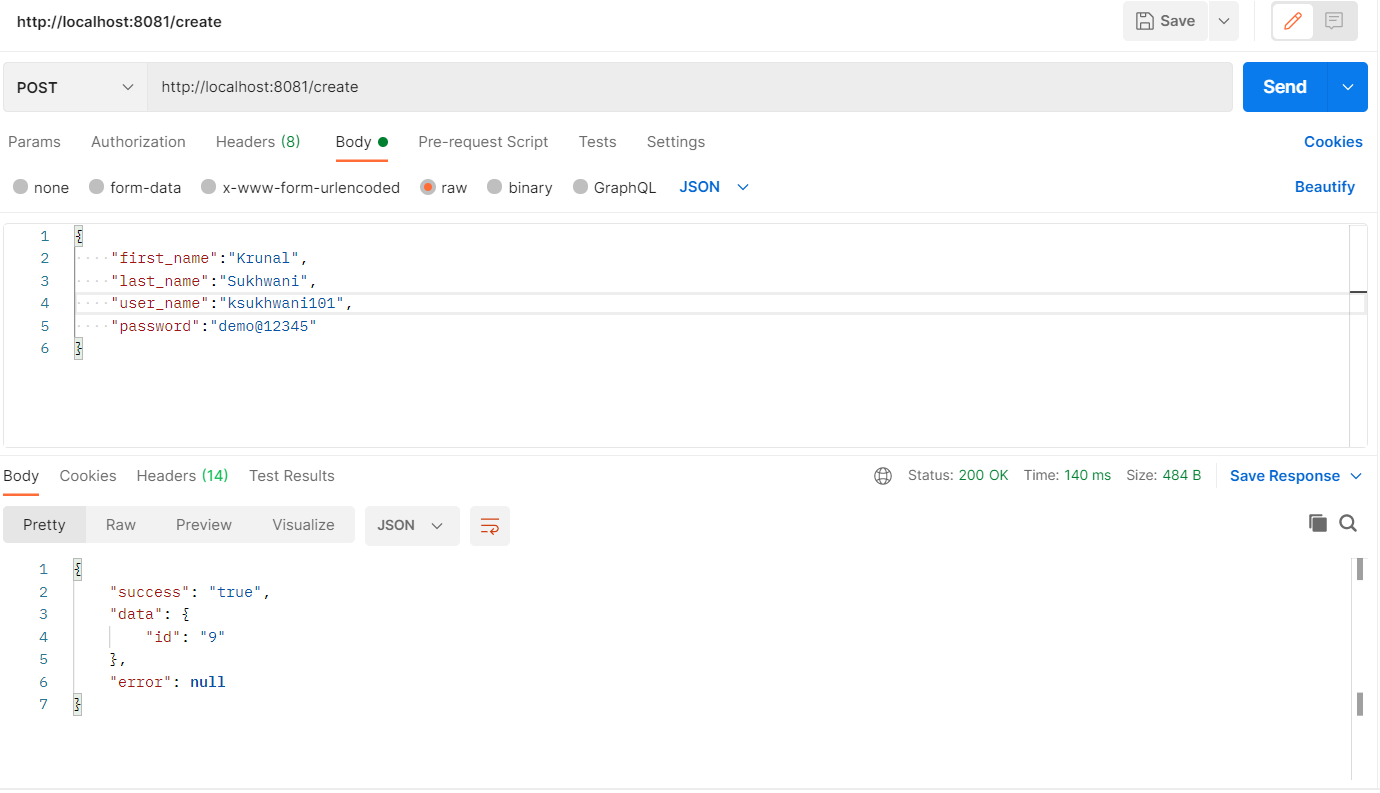 http://localhost:8081/create
Save
POST
http://localhost:8081/create
Send
Params Authorization Headers (8) Body Pre-request Script Tests Settings Cookies
none form-data x-www-form-urlencoded raw binary GraphQL JSON Beautify
1 {
2 ····"first_name":"Krunal",
3 ····"last_name":"Sukhwani",
4 ····"user_name":"ksukhwani101",
5 ····"password":"demo@12345"
6 }
Body Cookies Headers (14) Test Results Status: 200 OK Time: 140 ms Size: 484 B Save Response
Pretty Raw Preview Visualize JSON
1 {
2 "success": "true",
3 "data": {
4 "id": "9"
5 },
6 "error": null
7 }